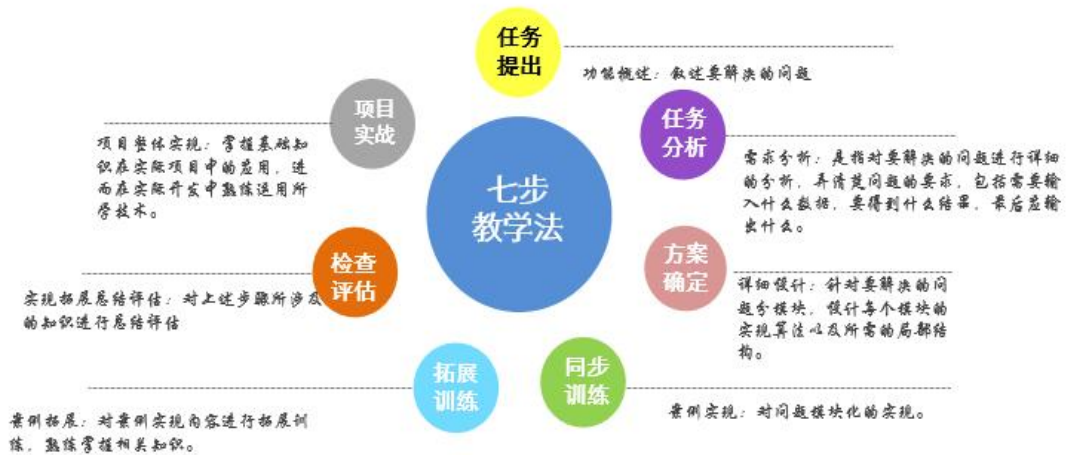 七步
教学法
任务
提出
功能概述：叙述要解决的问题
任务
分析
需求分析：是指对要解决的问题进行详细
的分析，弄清楚问题的要求，包括需要输
入什么数据，要得到什么结果，最后应输
出什么。
方案
确定
详细设计：针对要解决的问
题分模块，设计每个模块的
实现算法以及所需的局部结
构。
同步
训练
案例实现：对问题模块化的实现。
拓展
训练
案例拓展：对案例实现内容进行拓展训
练，熟练掌握相关知识。
检查
评估
实现拓展总结评估：对上述步骤所涉及
的知识进行总结评估
项目
实战
项目整体实现：掌握基础知
识在实际项目中的应用，进
而在实际开发中熟练运用所
学技术。